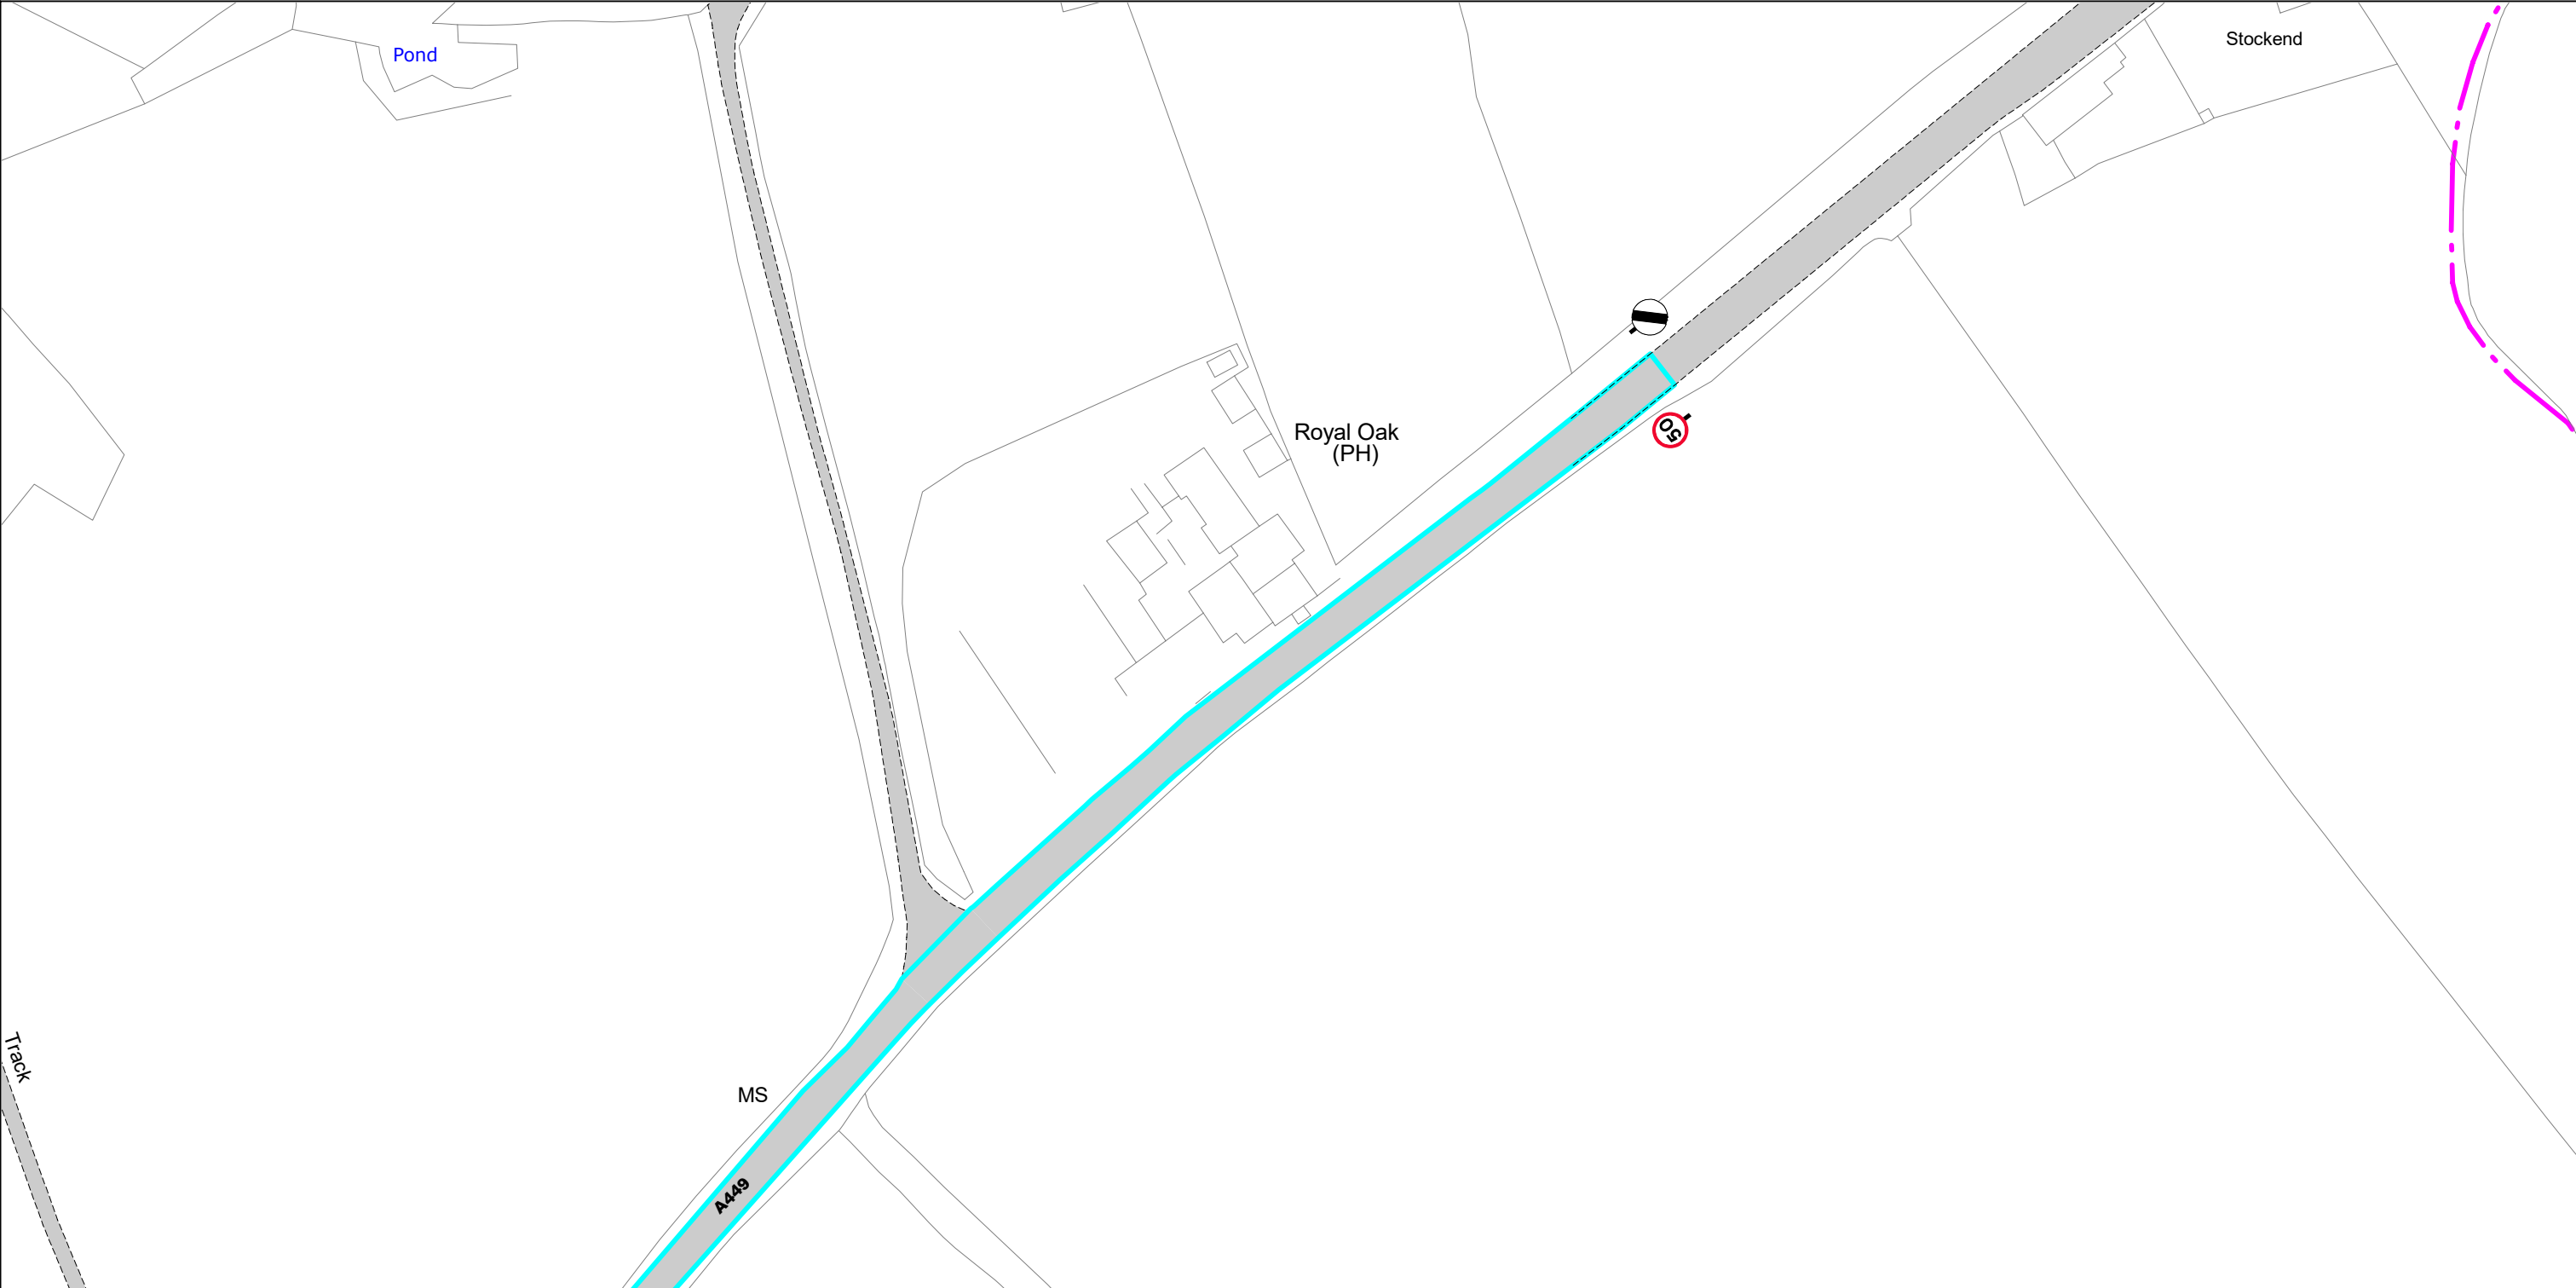 Stockend
Pond
50
Royal Oak
(PH)
Track
MS
A449